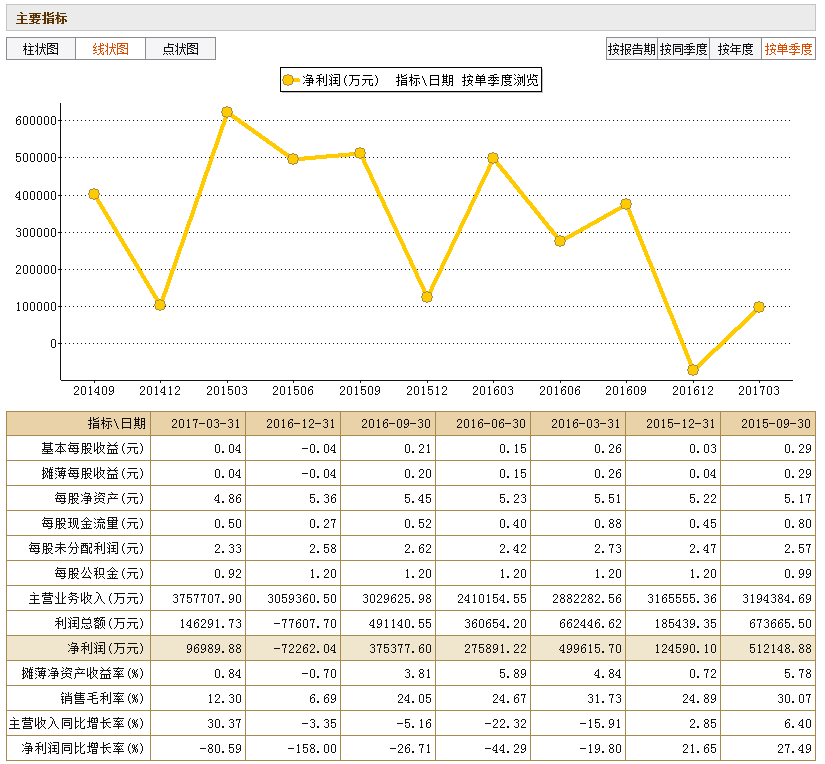 主要指标
柱状图 线状图 点状图 按报告期 按同季度 按年度 按单季度
净利润(万元) 指标\日期 按单季度浏览
600000
500000
400000
300000
200000
100000
0
201409 201412 201503 201506 201509 201512 201603 201606 201609 201612 201703
指标\日期 2017-03-31 2016-12-31 2016-09-30 2016-06-30 2016-03-31 2015-12-31 2015-09-30
基本每股收益(元) 0.04 -0.04 0.21 0.15 0.26 0.03 0.29
摊薄每股收益(元) 0.04 -0.04 0.20 0.15 0.26 0.04 0.29
每股净资产(元) 4.86 5.36 5.45 5.23 5.51 5.22 5.17
每股现金流量(元) 0.50 0.27 0.52 0.40 0.88 0.45 0.80
每股未分配利润(元) 2.33 2.58 2.62 2.42 2.73 2.47 2.57
每股公积金(元) 0.92 1.20 1.20 1.20 1.20 1.20 0.99
主营业务收入(万元) 3757707.90 3059360.50 3029625.98 2410154.55 2882282.56 3165555.36 3194384.69
利润总额(万元) 146291.73 -77607.70 491140.55 360654.20 662446.62 185439.35 673665.50
净利润(万元) 96989.88 -72262.04 375377.60 275891.22 499615.70 124590.10 512148.88
摊薄净资产收益率(%) 0.84 -0.70 3.81 5.89 4.84 0.72 5.78
销售毛利率(%) 12.30 6.69 24.05 24.67 31.73 24.89 30.07
主营收入同比增长率(%) 30.37 -3.35 -5.16 -22.32 -15.91 2.85 6.40
净利润同比增长率(%) -80.59 -158.00 -26.71 -44.29 -19.80 21.65 27.49